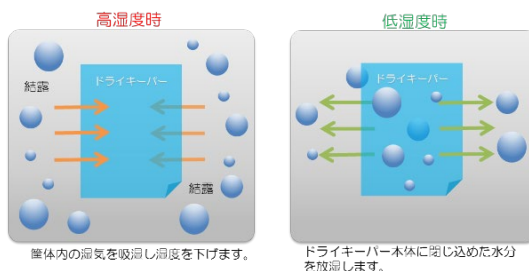 高湿度時
低湿度時
ドライキーパー
結露
結露
筐体内の湿気を吸湿し湿度を下げます。
ドライキーパー
ドライキーパー本体に閉じ込めた水分
を放湿します。